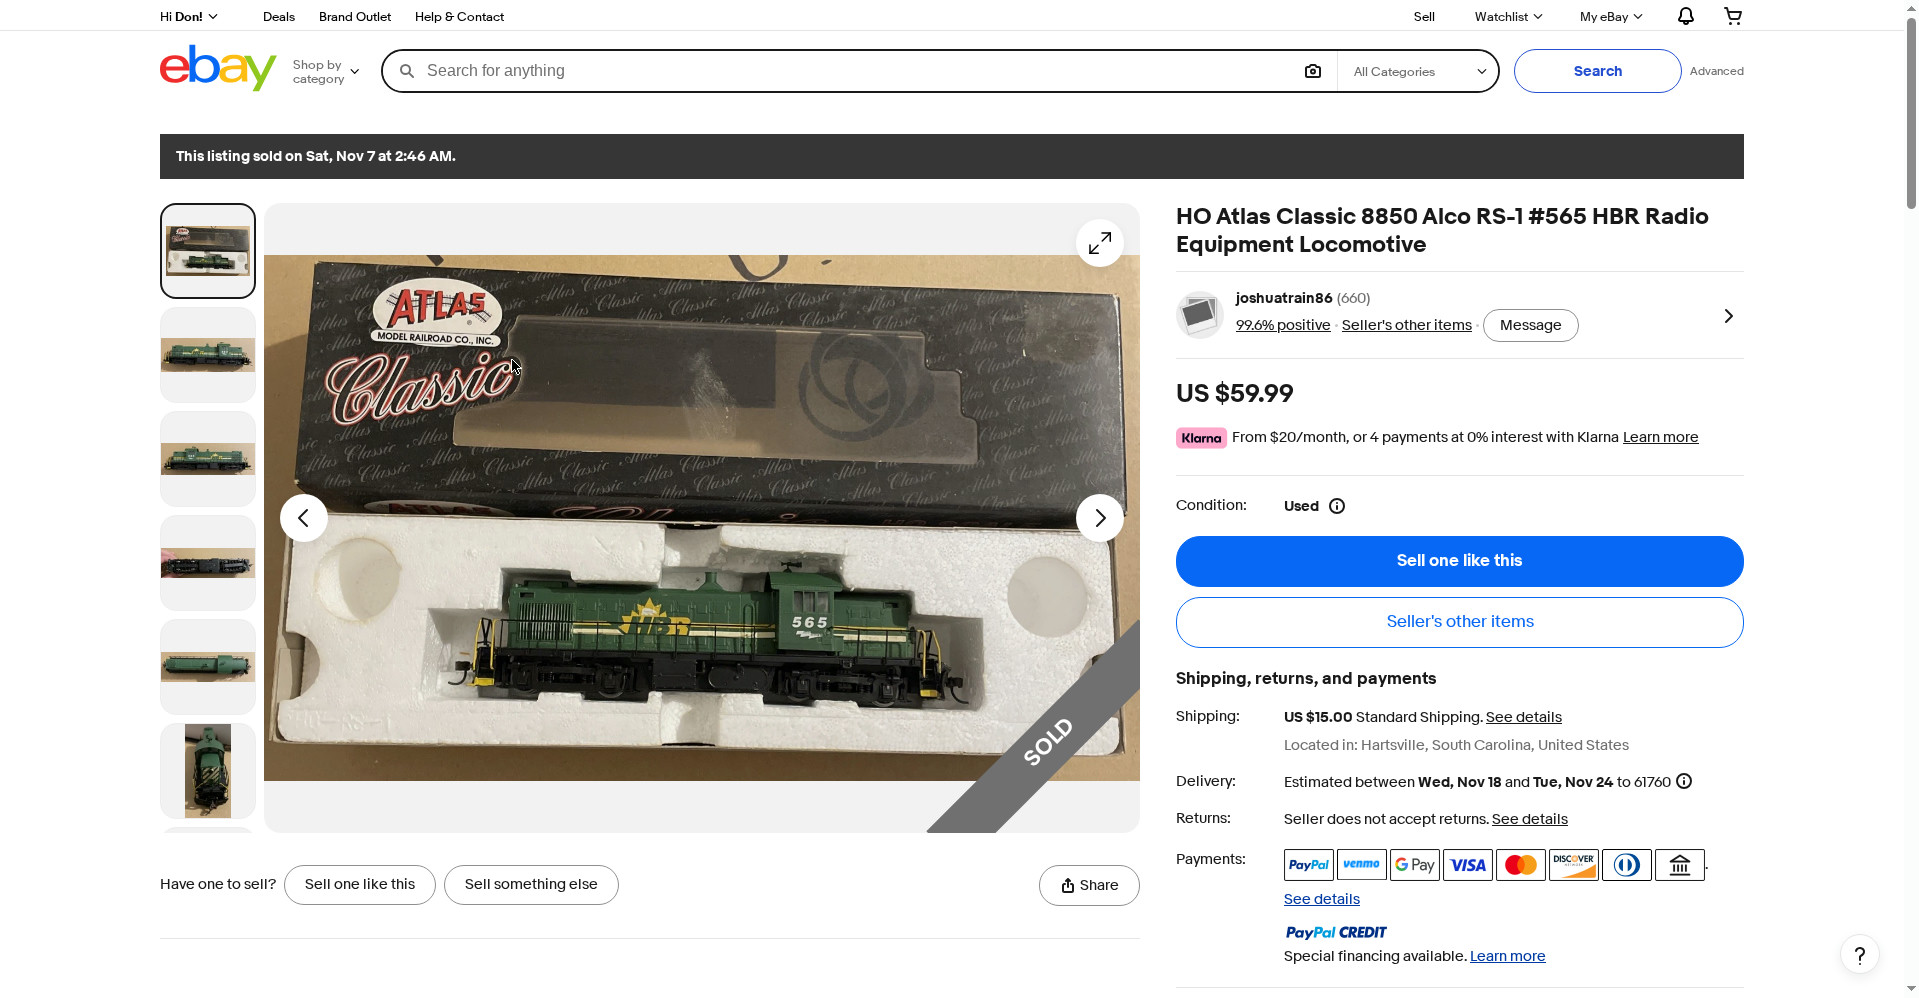 Hi Don!
Deals
Brand Outlet
Help & Contact
Sell
Watchlist
My eBay
ebay
Shop by
category
Search for anything
All Categories
Search
Advanced
This listing sold on Sat, Nov 7 at 2:46 AM.
ATLAS
MODEL RAILROAD CO., INC.
Classic
HBR
565
SOLD
HO Atlas Classic 8850 Alco RS-1 #565 HBR Radio
Equipment Locomotive
joshuatrain86 (660)
99.6% positive · Seller's other items · Message
US $59.99
Klarna From $20/month, or 4 payments at 0% interest with Klarna Learn more
Condition: Used
Sell one like this
Seller's other items
Shipping, returns, and payments
Shipping: US $15.00 Standard Shipping. See details
Located in: Hartsville, South Carolina, United States
Delivery: Estimated between Wed, Nov 18 and Tue, Nov 24 to 61760
Returns: Seller does not accept returns. See details
Payments: PayPal venmo G Pay VISA DISCOVER .
See details
PayPal CREDIT
Special financing available. Learn more
Have one to sell? Sell one like this Sell something else
Share
?